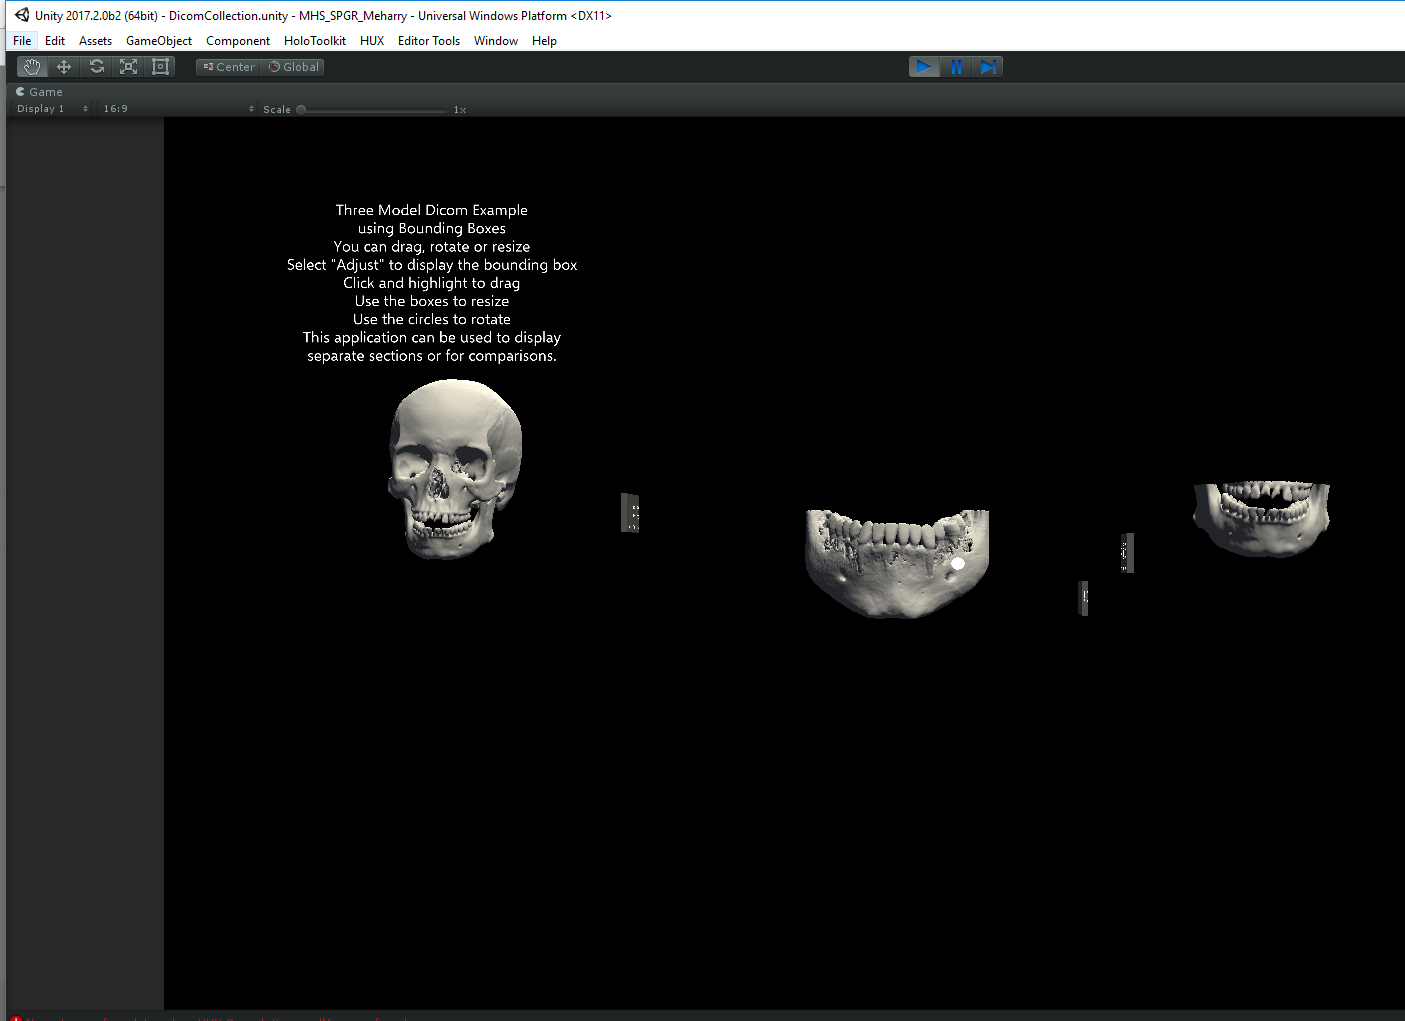 Unity 2017.2.0b2 (64bit) - DicomCollection.unity - MHS_SPGR_Meharry - Universal Windows Platform <DX11>
File Edit Assets GameObject Component HoloToolkit HUX Editor Tools Window Help
Center Global
Game
Display 1 16:9 Scale 1x
Three Model Dicom Example
using Bounding Boxes
You can drag, rotate or resize
Select "Adjust" to display the bounding box
Click and highlight to drag
Use the boxes to resize
Use the circles to rotate
This application can be used to display
separate sections or for comparisons.